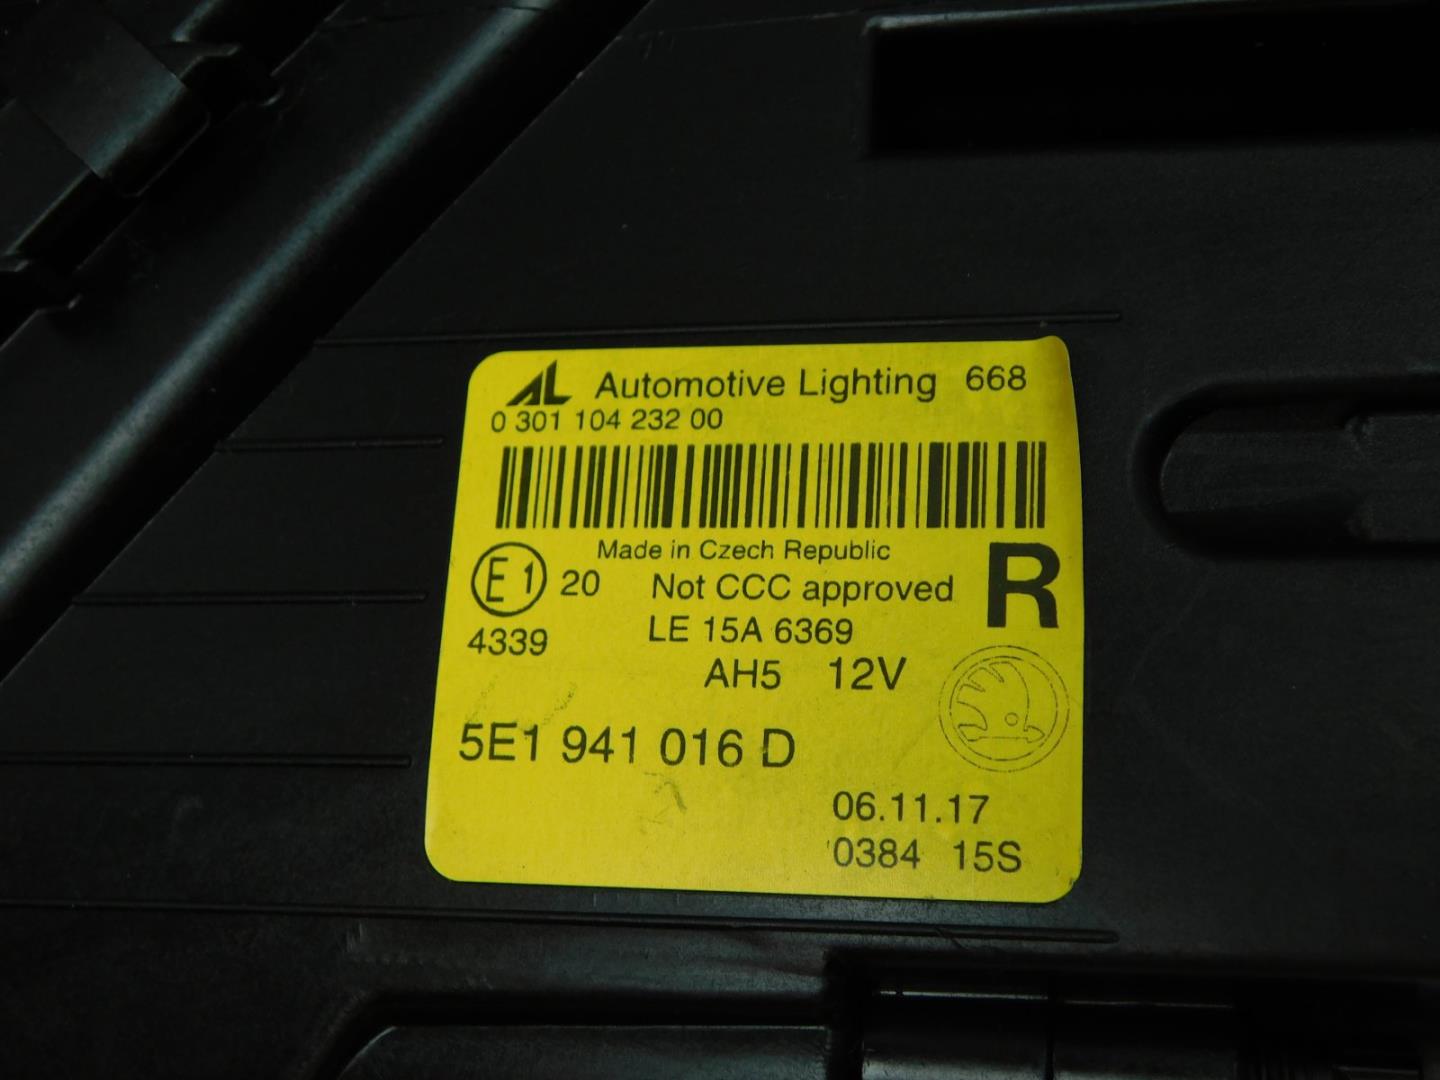 AL Automotive Lighting 668
0 301 104 232 00
Made in Czech Republic
E1 20 Not CCC approved R
4339 LE 15A 6369
AH5 12V
5E1 941 016 D
06.11.17
0384 15S